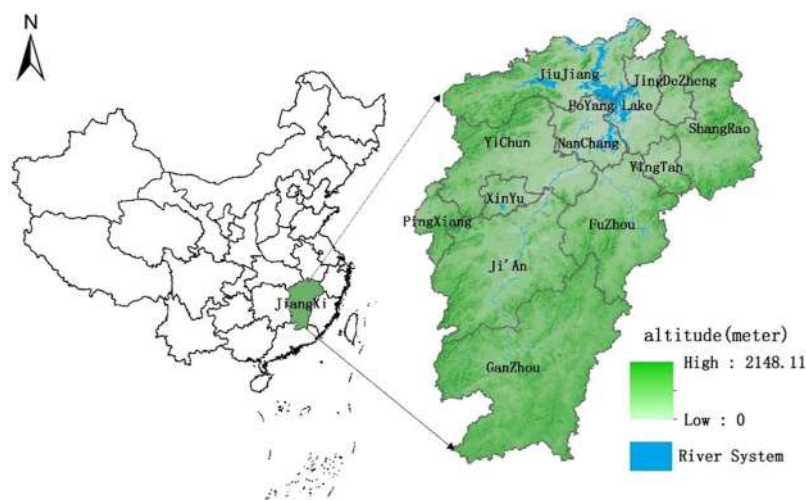 N
JiangXi
JiuJiang
JingDeZheng
PoYang Lake
ShangRao
YiChun
NanChang
YingTan
XinYu
PingXiang
FuZhou
Ji'An
GanZhou
altitude(meter)
High : 2148.11
Low : 0
River System